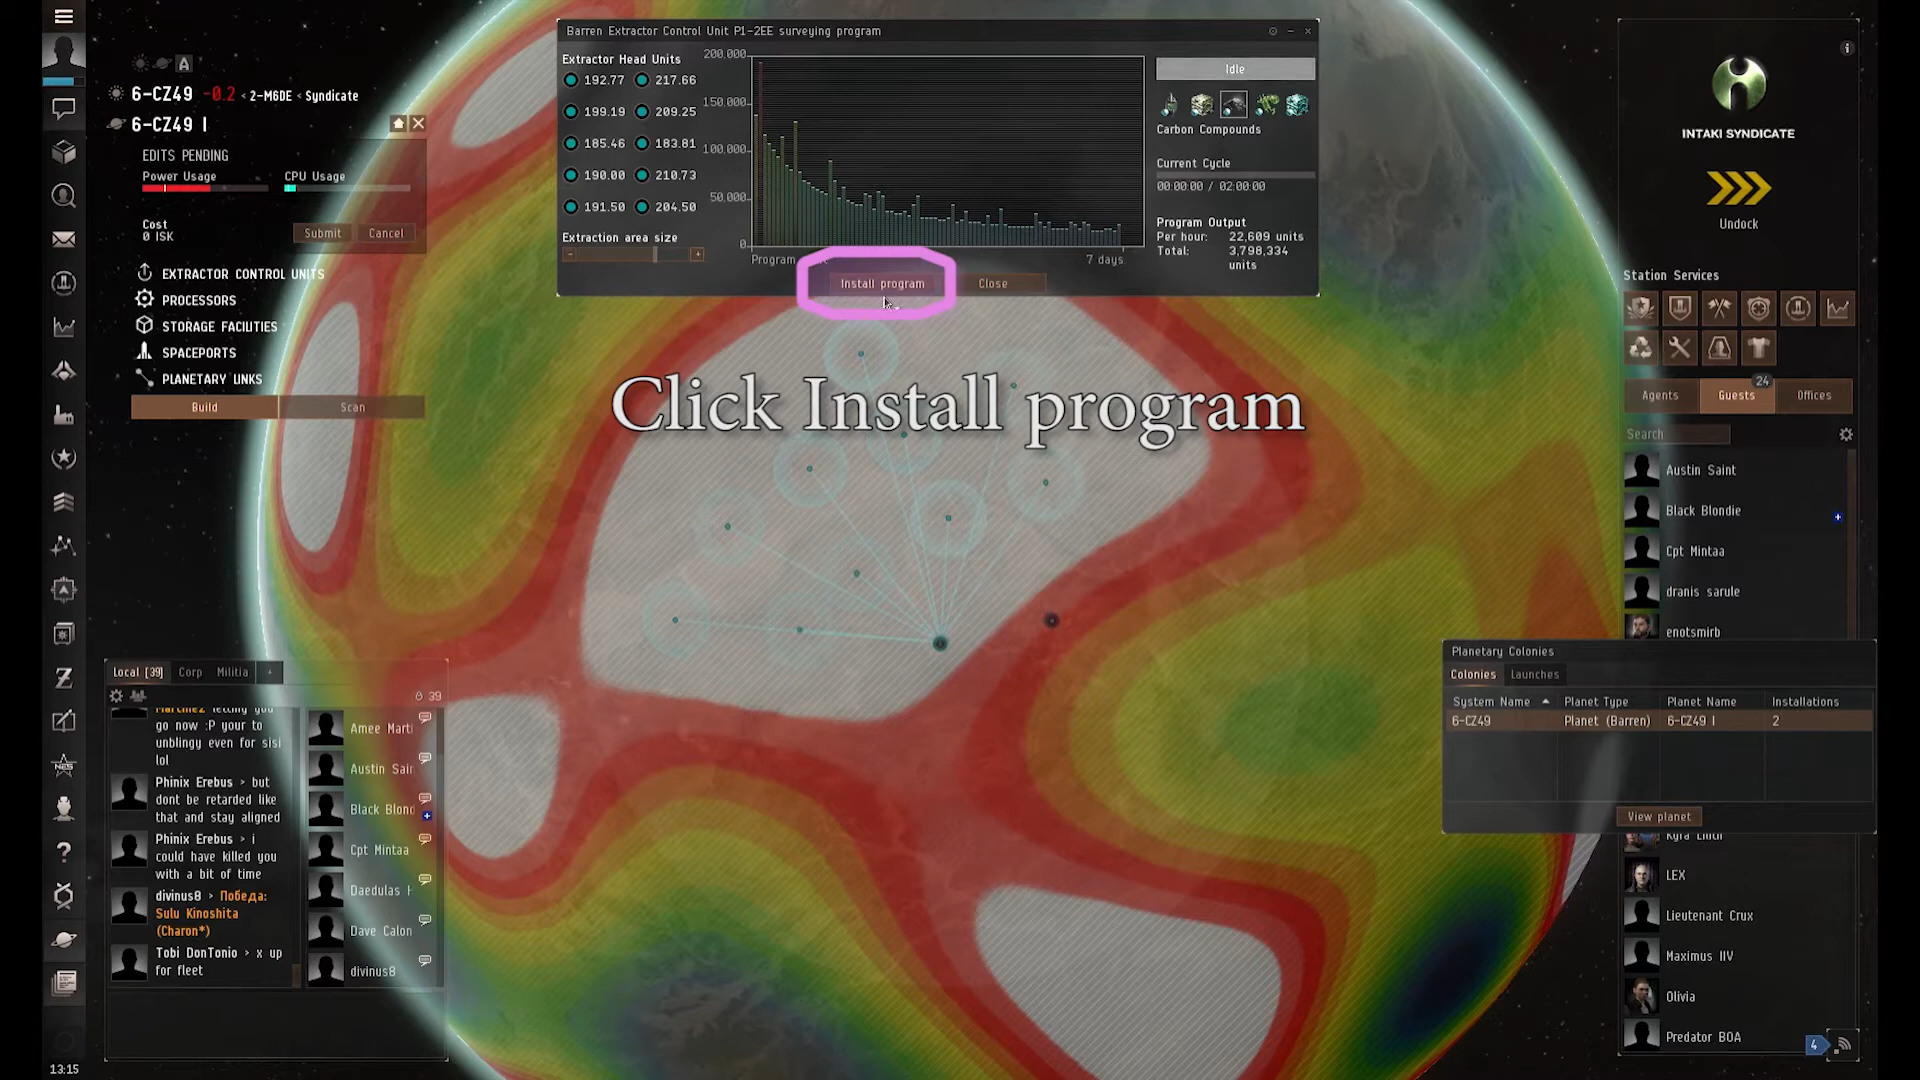 6-CZ49 -0.2 < 2-M6DE < Syndicate
6-CZ49 I
EDITS PENDING
Power Usage
CPU Usage
Cost
0 ISK
Submit
Cancel
EXTRACTOR CONTROL UNITS
PROCESSORS
STORAGE FACILITIES
SPACEPORTS
PLANETARY LINKS
Build
Scan
Barren Extractor Control Unit P1-2EE surveying program
Extractor Head Units
192.77 217.66
199.19 209.25
185.46 183.81
190.00 210.73
191.50 204.50
Extraction area size
200,000
150,000
100,000
50,000
0
Program
7 days
Install program
Close
Idle
Carbon Compounds
Current Cycle
00:00:00 / 02:00:00
Program Output
Per hour: 22,609 units
Total: 3,798,334
units
Click Install program
INTAKI SYNDICATE
Undock
Station Services
24
Agents
Guests
Offices
Search
Austin Saint
Black Blondie
Cpt Mintaa
dranis sarule
enotsmirb
Planetary Colonies
Colonies
Launches
System Name
Planet Type
Planet Name
Installations
6-CZ49
Planet (Barren)
6-CZ49 I
2
View planet
LEX
Lieutenant Crux
Maximus IIV
Olivia
Predator BOA
4
Local [39]
Corp
Militia
39
letting you
go now :P your to
unblingy even for sisi
lol
Phinix Erebus > but
dont be retarded like
that and stay aligned
Phinix Erebus > i
could have killed you
with a bit of time
divinus8 > Победа:
Sulu Kinoshita
(Charon*)
Tobi DonTonio > x up
for fleet
Amee Marti
Austin Sair
Black Blond
Cpt Mintaa
Daedulas
Dave Calon
divinus8
13:15